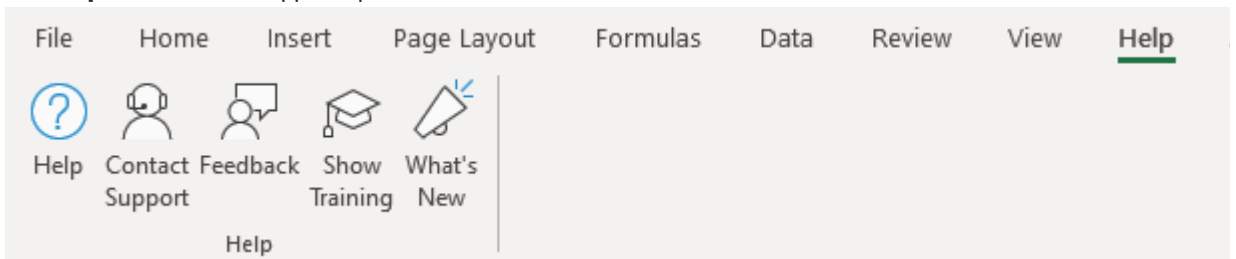 File Home Insert Page Layout Formulas Data Review View Help
Help Contact Feedback Show What's
Support Training New
Help